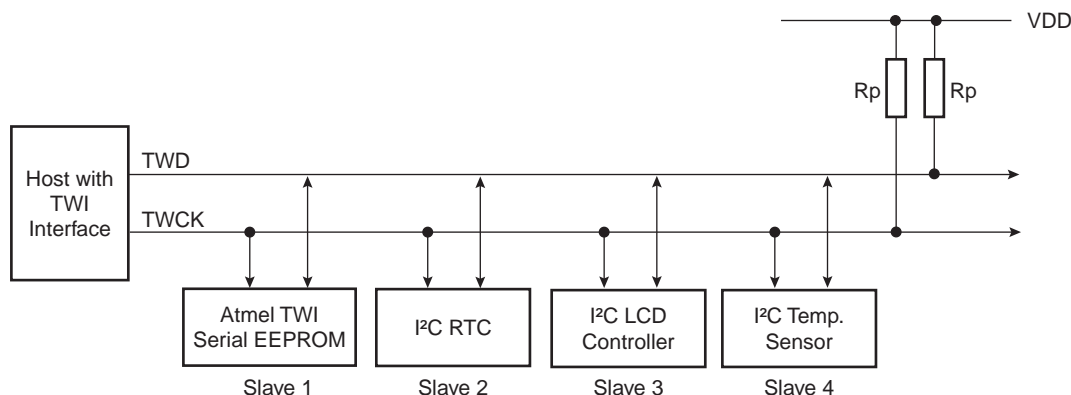 VDD
Rp
Rp
Host with
TWI
Interface
TWD
TWCK
Atmel TWI
Serial EEPROM
I²C RTC
I²C LCD
Controller
I²C Temp.
Sensor
Slave 1
Slave 2
Slave 3
Slave 4